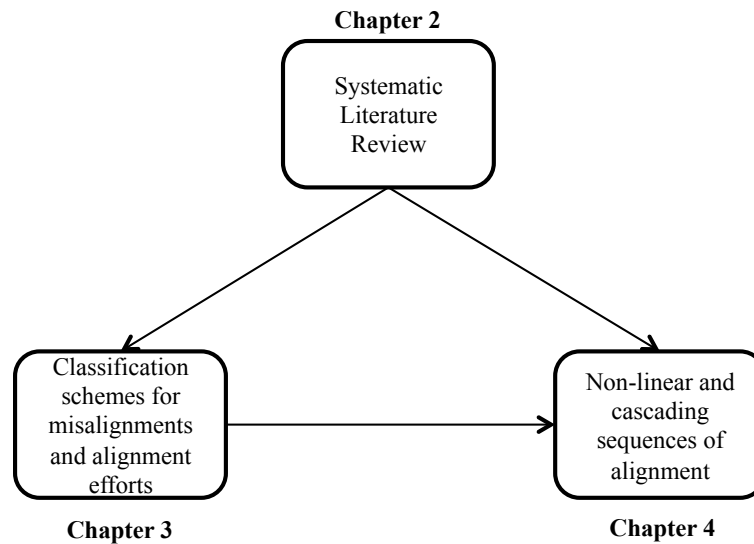 Chapter 2
Systematic
Literature
Review
Classification
schemes for
misalignments
and alignment
efforts
Chapter 3
Non-linear and
cascading
sequences of
alignment
Chapter 4